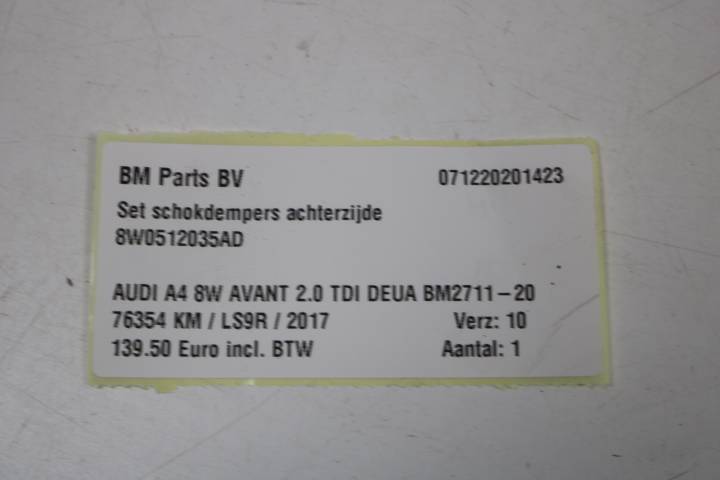 BM Parts BV 071220201423
Set schokdempers achterzijde
8W0512035AD
AUDI A4 8W AVANT 2.0 TDI DEUA BM2711-20
76354 KM / LS9R / 2017 Verz: 10
139.50 Euro incl. BTW Aantal: 1